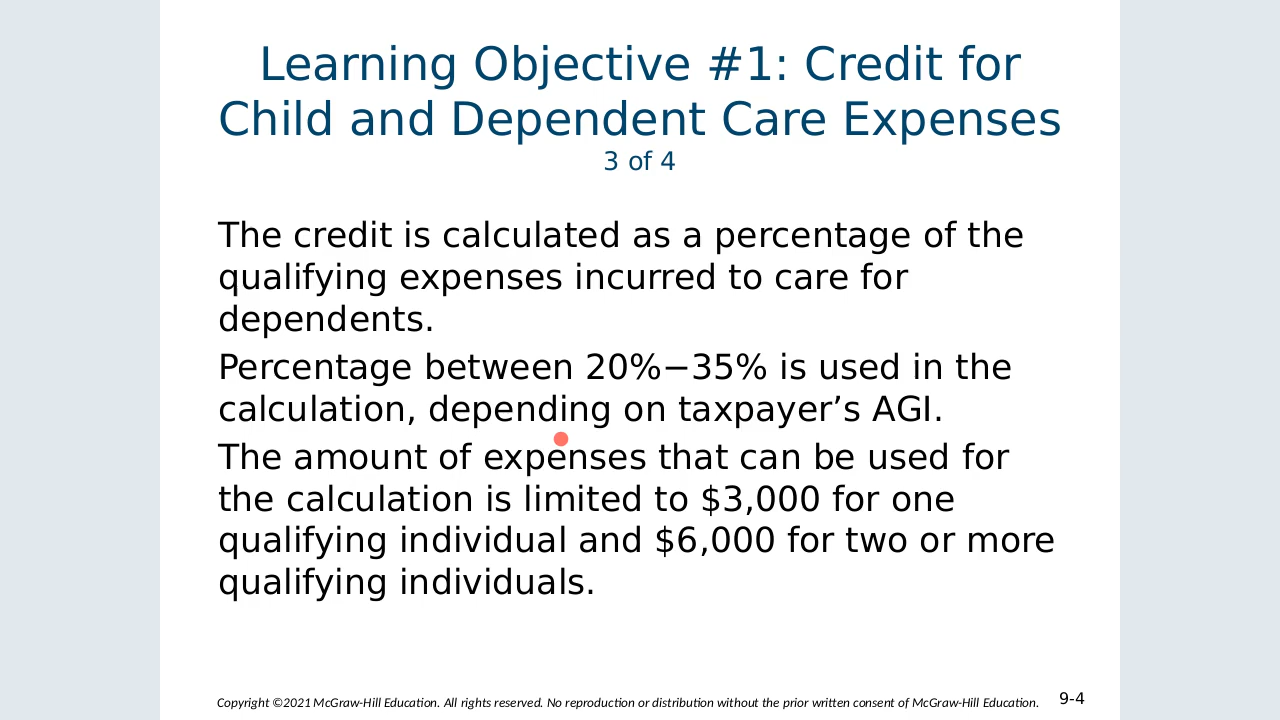 Learning Objective #1: Credit for
Child and Dependent Care Expenses
3 of 4
The credit is calculated as a percentage of the
qualifying expenses incurred to care for
dependents.
Percentage between 20%−35% is used in the
calculation, depending on taxpayer’s AGI.
The amount of expenses that can be used for
the calculation is limited to $3,000 for one
qualifying individual and $6,000 for two or more
qualifying individuals.
Copyright ©2021 McGraw-Hill Education. All rights reserved. No reproduction or distribution without the prior written consent of McGraw-Hill Education.
9-4